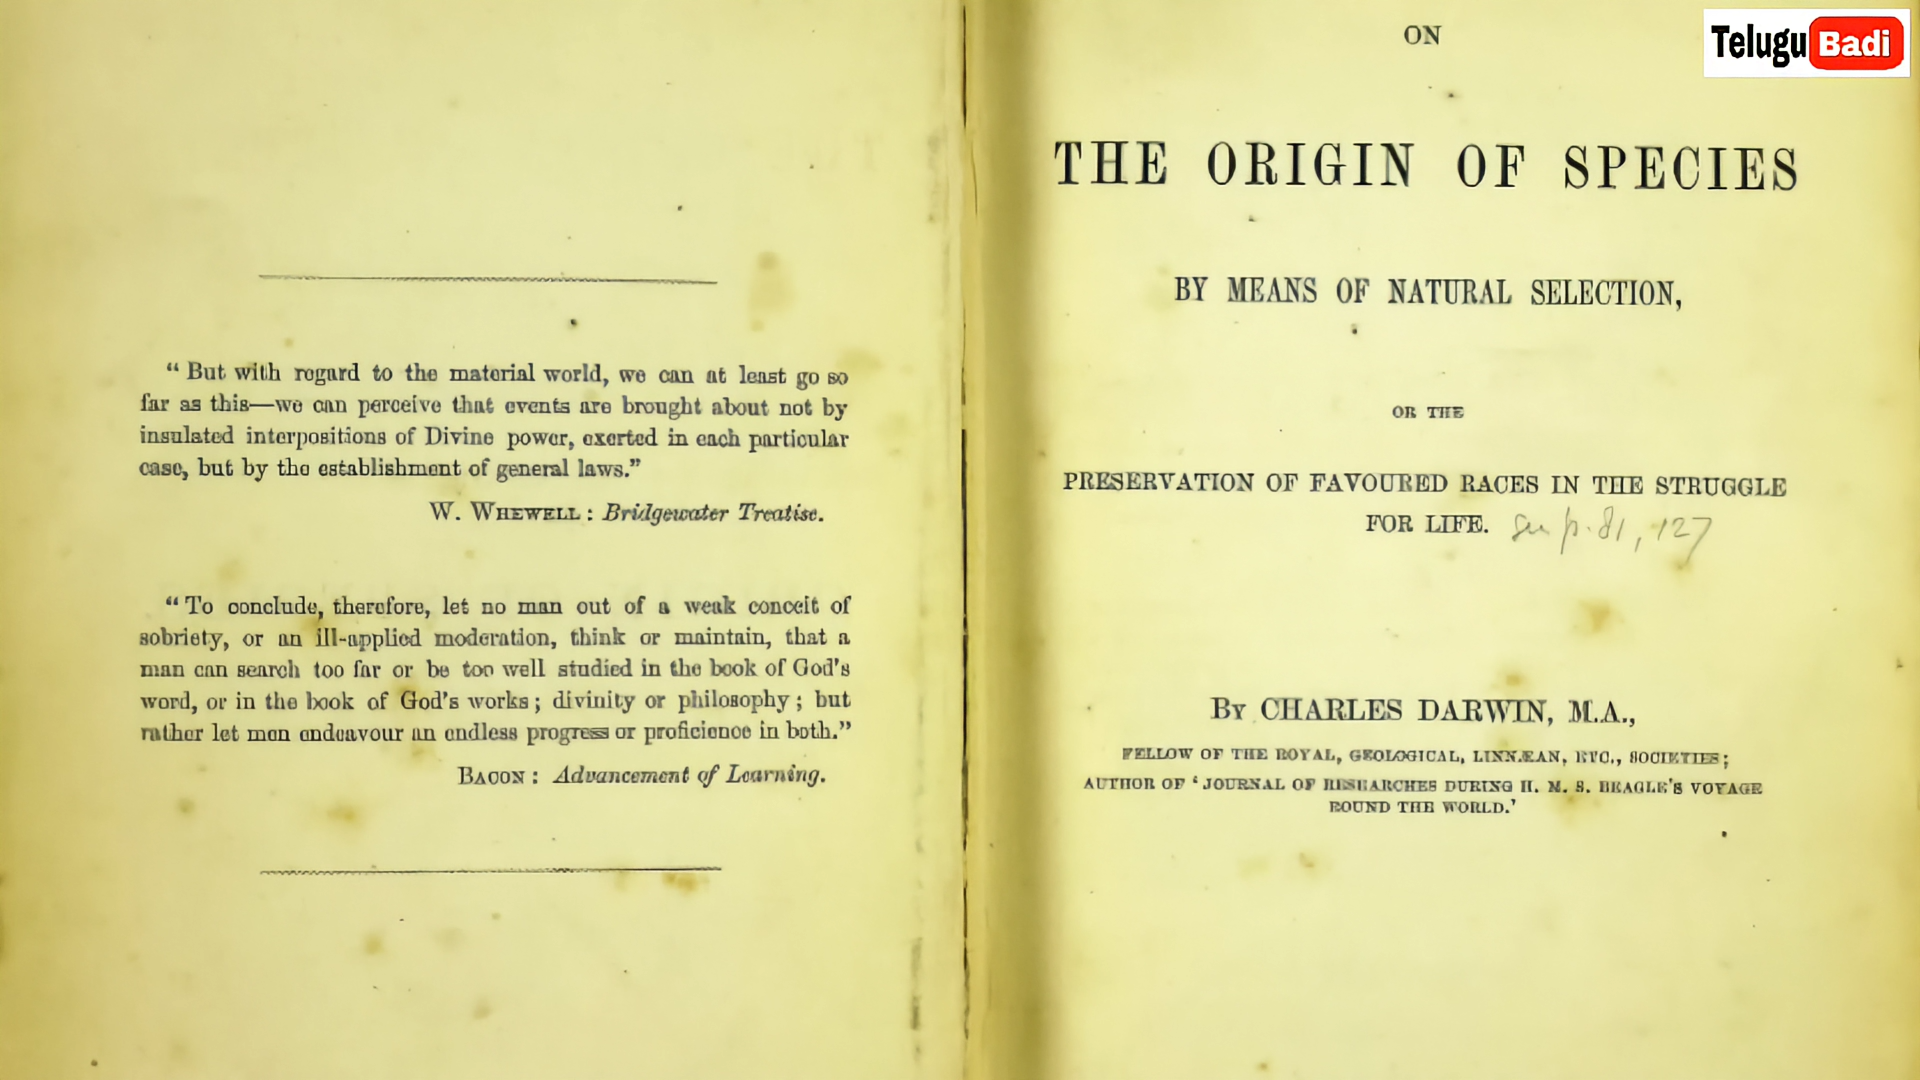 “ But with regard to the material world, we can at least go so
far as this—we can perceive that events are brought about not by
insulated interpositions of Divine power, exerted in each particular
case, but by the establishment of general laws.”
W. WHEWELL : Bridgewater Treatise.
“ To conclude, therefore, let no man out of a weak conceit of
sobriety, or an ill-applied moderation, think or maintain, that a
man can search too far or be too well studied in the book of God's
word, or in the book of God's works ; divinity or philosophy ; but
rather let men endeavour an endless progress or proficience in both.”
BACON : Advancement of Learning.
Telugu Badi
ON
THE ORIGIN OF SPECIES
BY MEANS OF NATURAL SELECTION,
OR THE
PRESERVATION OF FAVOURED RACES IN THE STRUGGLE
FOR LIFE. p. 81, 127
BY CHARLES DARWIN, M.A.,
FELLOW OF THE ROYAL, GEOLOGICAL, LINNÆAN, ETC., SOCIETIES ;
AUTHOR OF ‘ JOURNAL OF RESEARCHES DURING H. M. S. BEAGLE'S VOYAGE
ROUND THE WORLD.’